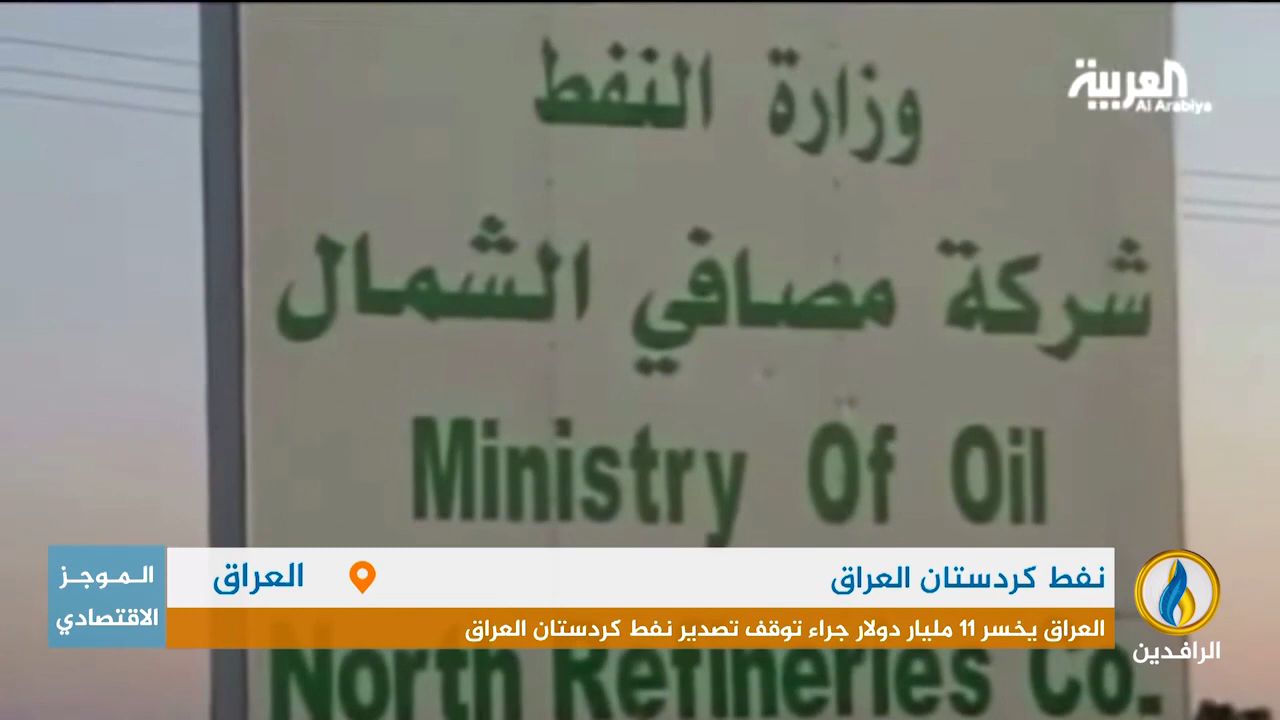 وزارة النفط
العربية
Al Arabiya
شركة مصافي الشمال
Ministry Of Oil
نفط كردستان العراق
العراق
الموجز
الاقتصادي
العراق يخسر 11 مليار دولار جراء توقف تصدير نفط كردستان العراق
الرافدين
North Refineries Co.